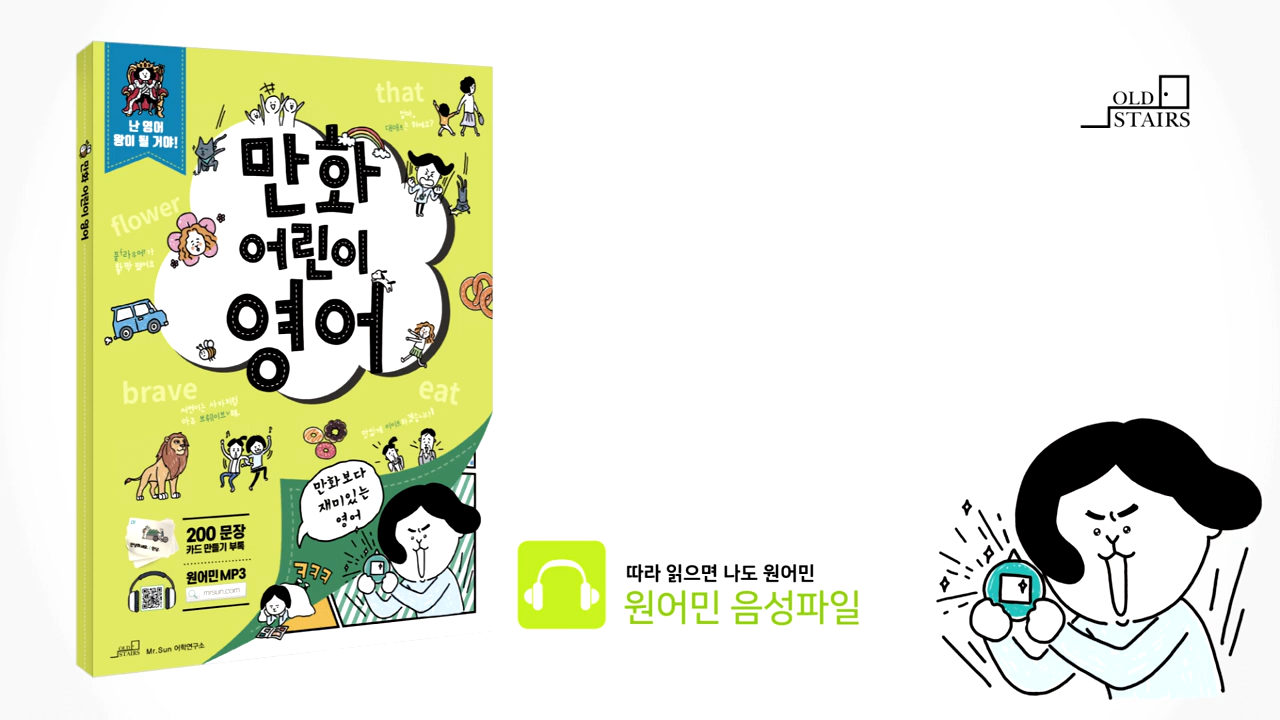 난 영어
왕이 될 거야!
만화 어린이 영어
that
flower
만화
어린이
영어
brave
eat
만화보다
재미있는
영어
200 문장
카드 만들기 부록
원어민 MP3
mrsun.com
ㅋㅋㅋ
OLD
STAIRS
Mr.Sun 어학연구소
따라 읽으면 나도 원어민
원어민 음성파일
OLD
STAIRS